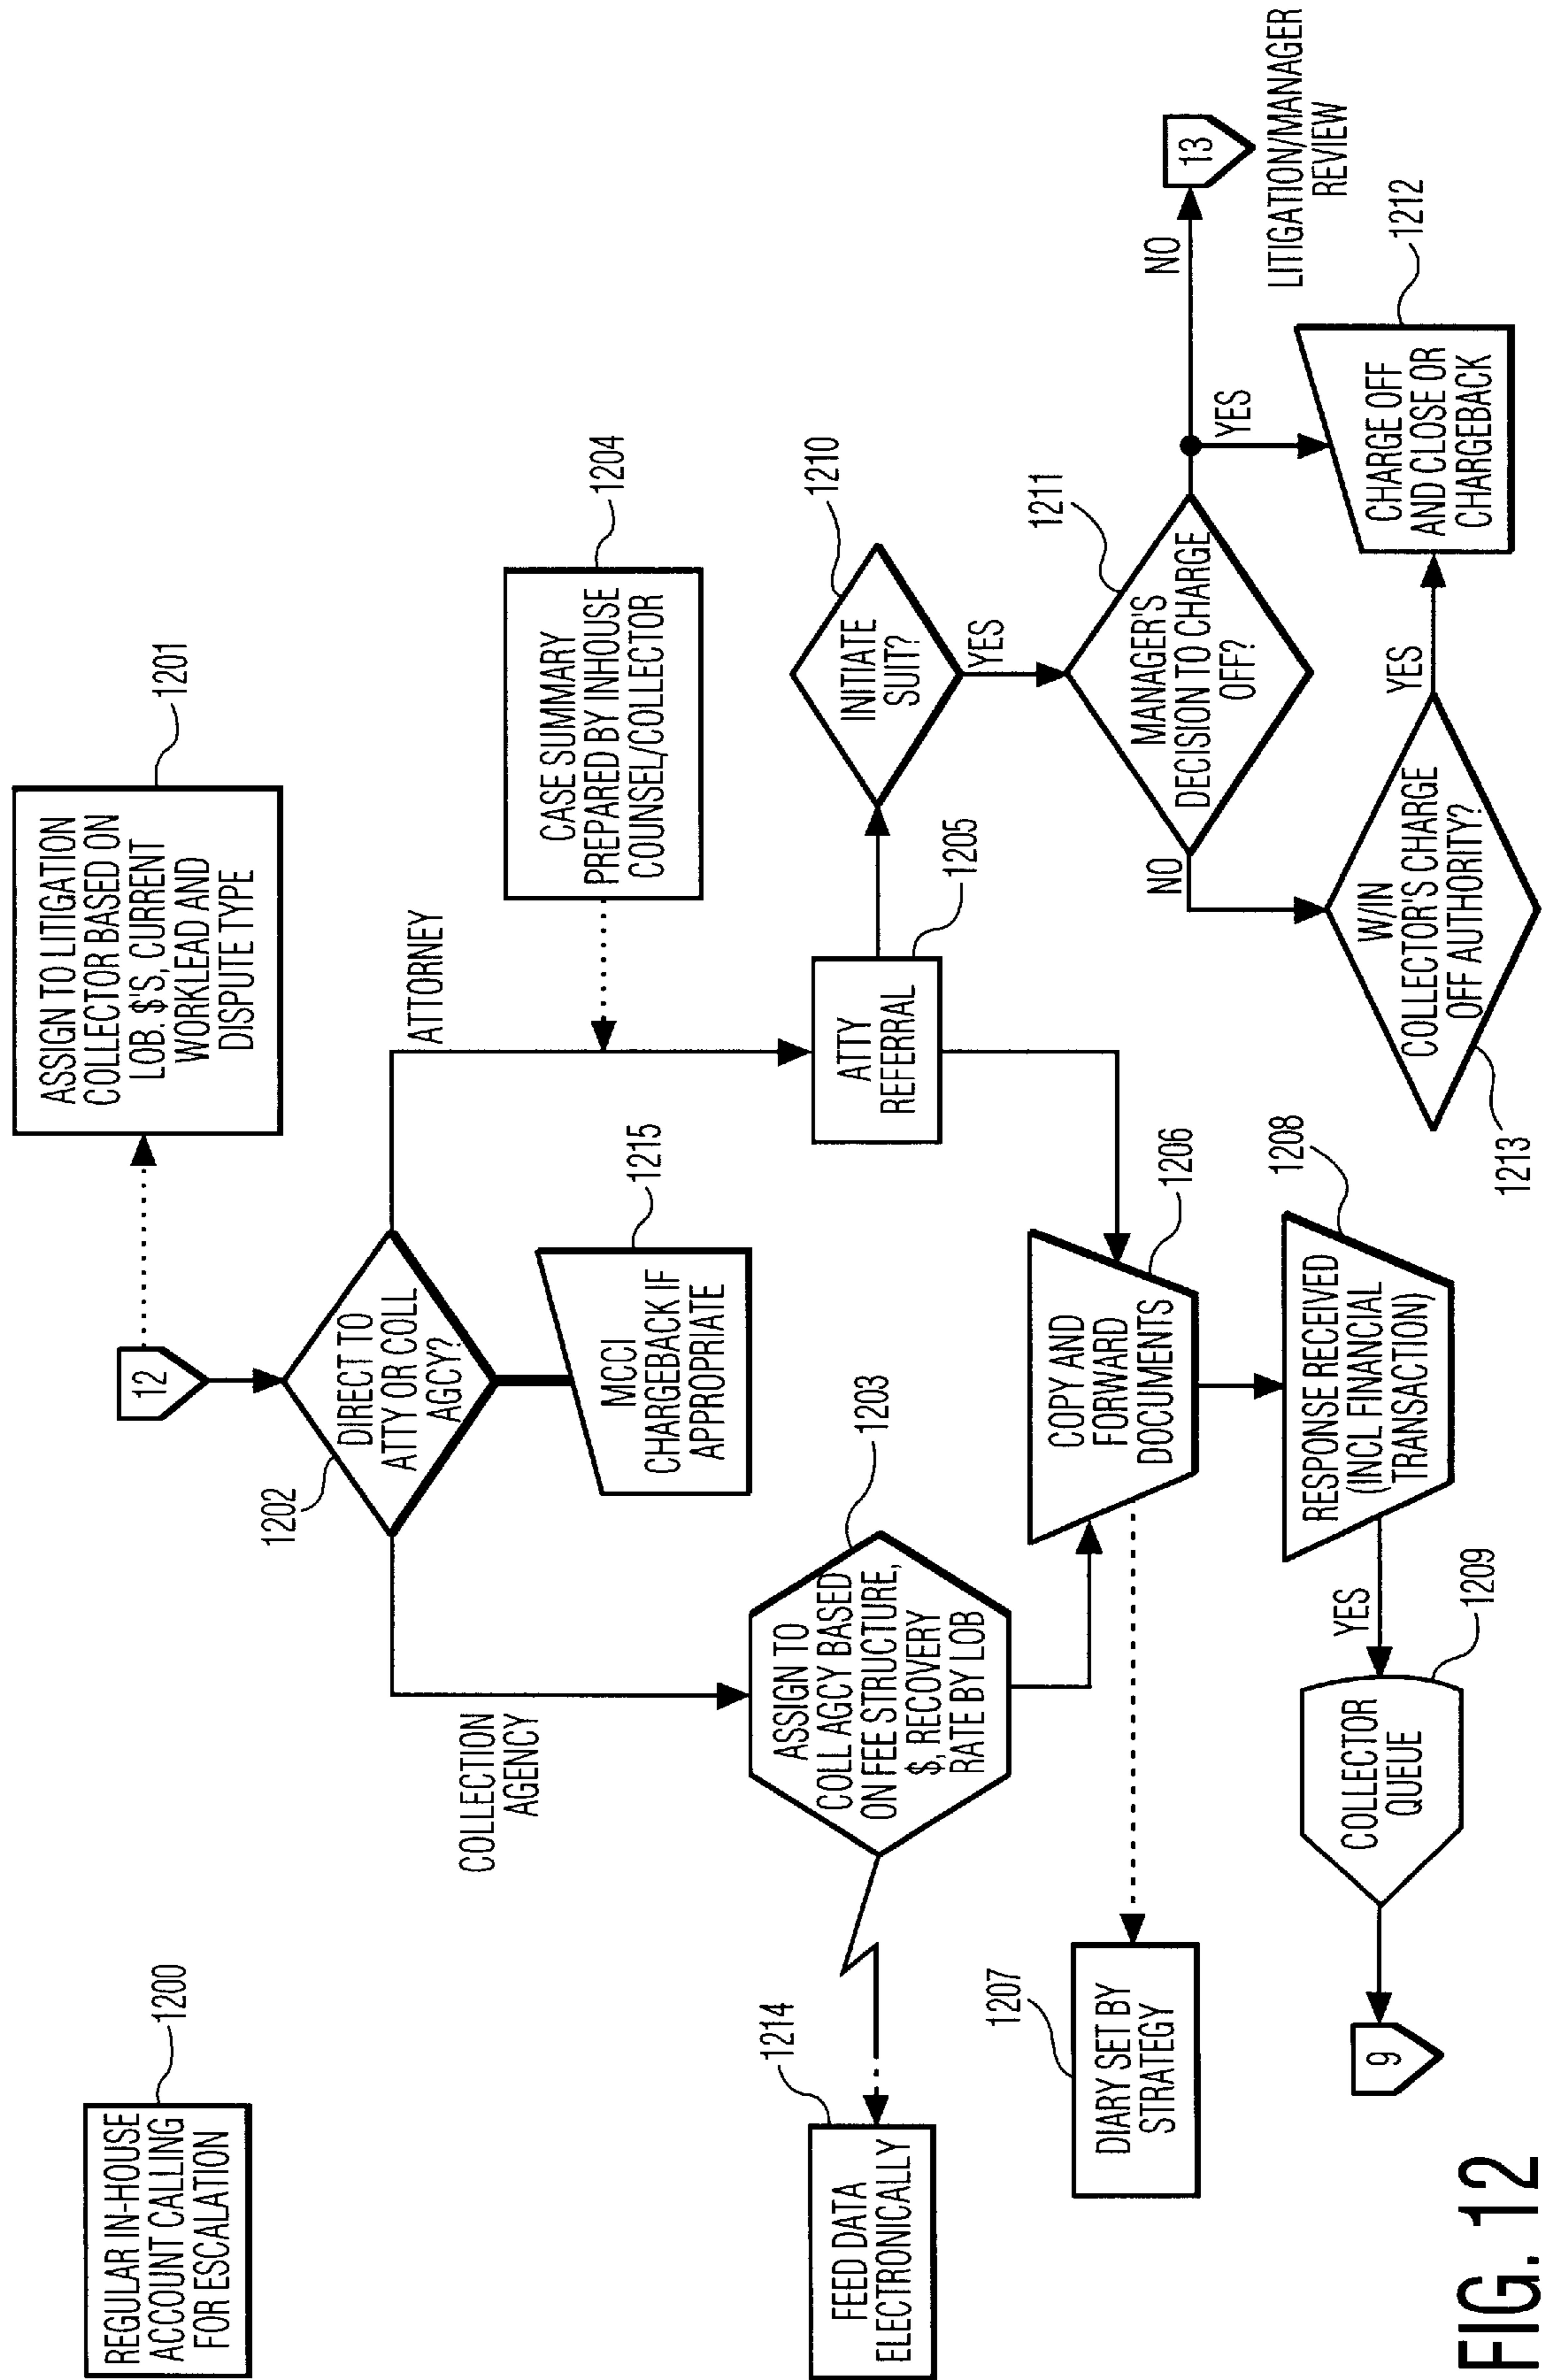 REGULAR IN-HOUSE
ACCOUNT CALLING
FOR ESCALATION
1200
12
ASSIGN TO LITIGATION
COLLECTOR BASED ON
LOB. $'S, CURRENT
WORKLEAD AND
DISPUTE TYPE
1201
1202
DIRECT TO
ATTY OR COLL
AGCY?
COLLECTION
AGENCY
ATTORNEY
MCCI
CHARGEBACK IF
APPROPRIATE
1215
CASE SUMMARY
PREPARED BY INHOUSE
COUNSEL/COLLECTOR
1204
FEED DATA
ELECTRONICALLY
1214
ASSIGN TO
COLL AGCY BASED
ON FEE STRUCTURE,
$, RECOVERY
RATE BY LOB
1203
ATTY
REFERRAL
1205
INITIATE
SUIT?
1210
YES
DIARY SET BY
STRATEGY
1207
COPY AND
FORWARD
DOCUMENTS
1206
MANAGER'S
DECISION TO CHARGE
OFF?
1211
NO
YES
NO
13
LITIGATION/MANAGER
REVIEW
9
COLLECTOR
QUEUE
1209
YES
RESPONSE RECEIVED
(INCL FINANCIAL
TRANSACTION)
1208
W/IN
COLLECTOR'S CHARGE
OFF AUTHORITY?
1213
YES
CHARGE OFF
AND CLOSE OR
CHARGEBACK
1212
FIG. 12